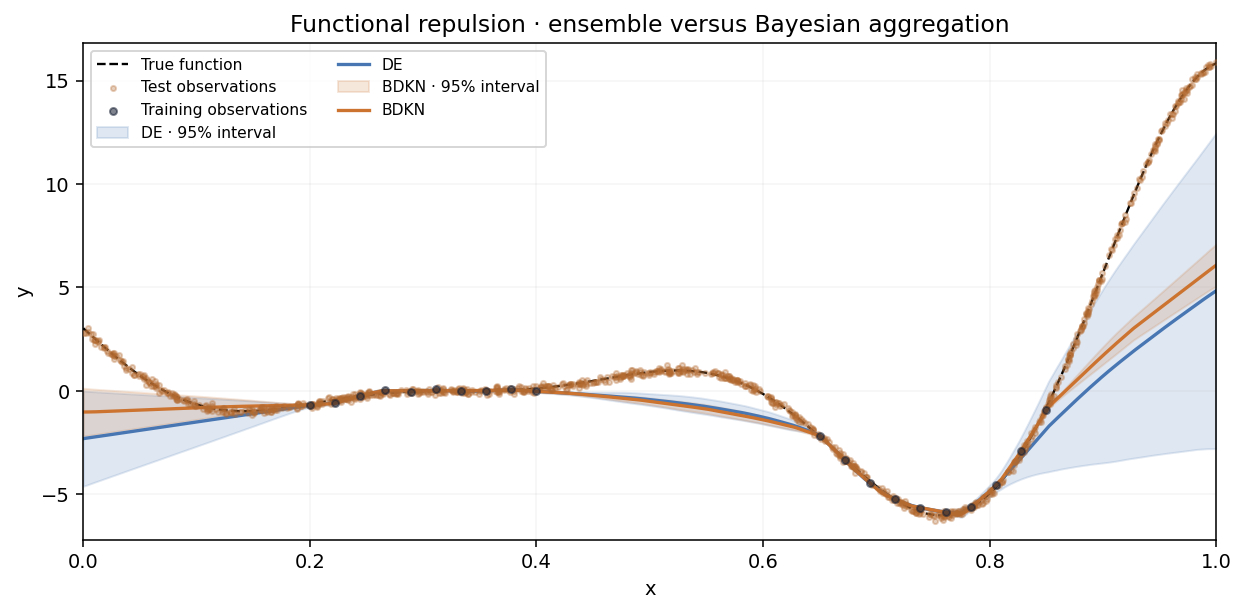 Functional repulsion · ensemble versus Bayesian aggregation
True function
Test observations
Training observations
DE · 95% interval
DE
BDKN · 95% interval
BDKN
y
15
10
5
0
−5
0.0
0.2
0.4
0.6
0.8
1.0
x